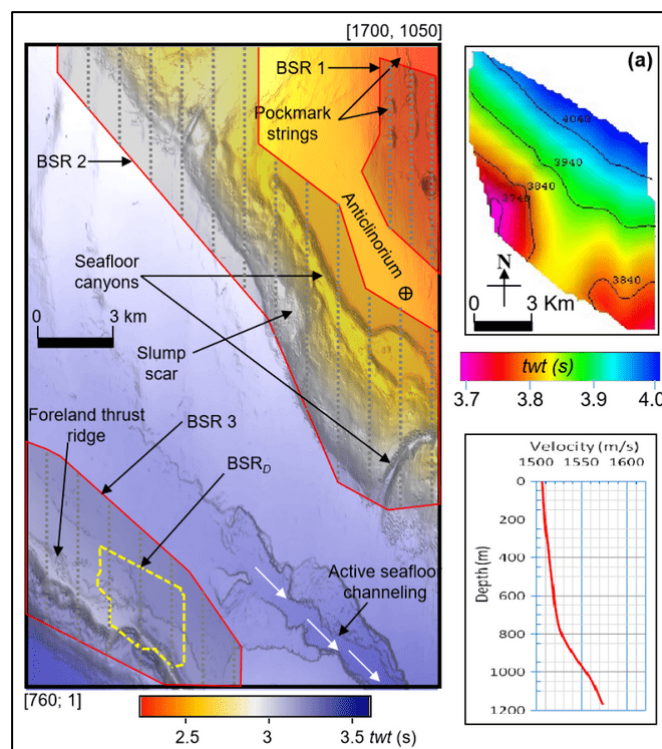 [1700, 1050]
BSR 1
Pockmark
strings
BSR 2
Anticlinorium
Seafloor
canyons
0 3 km
Slump
scar
Foreland thrust
ridge
BSR 3
BSRD
Active seafloor
channeling
[760; 1]
2.5 3 3.5 twt (s)
(a)
4040
3940
3840
3740
3840
N
0 3 Km
twt (s)
3.7 3.8 3.9 4.0
Velocity (m/s)
1500 1550 1600
Depth (m)
0
200
400
600
800
1000
1200